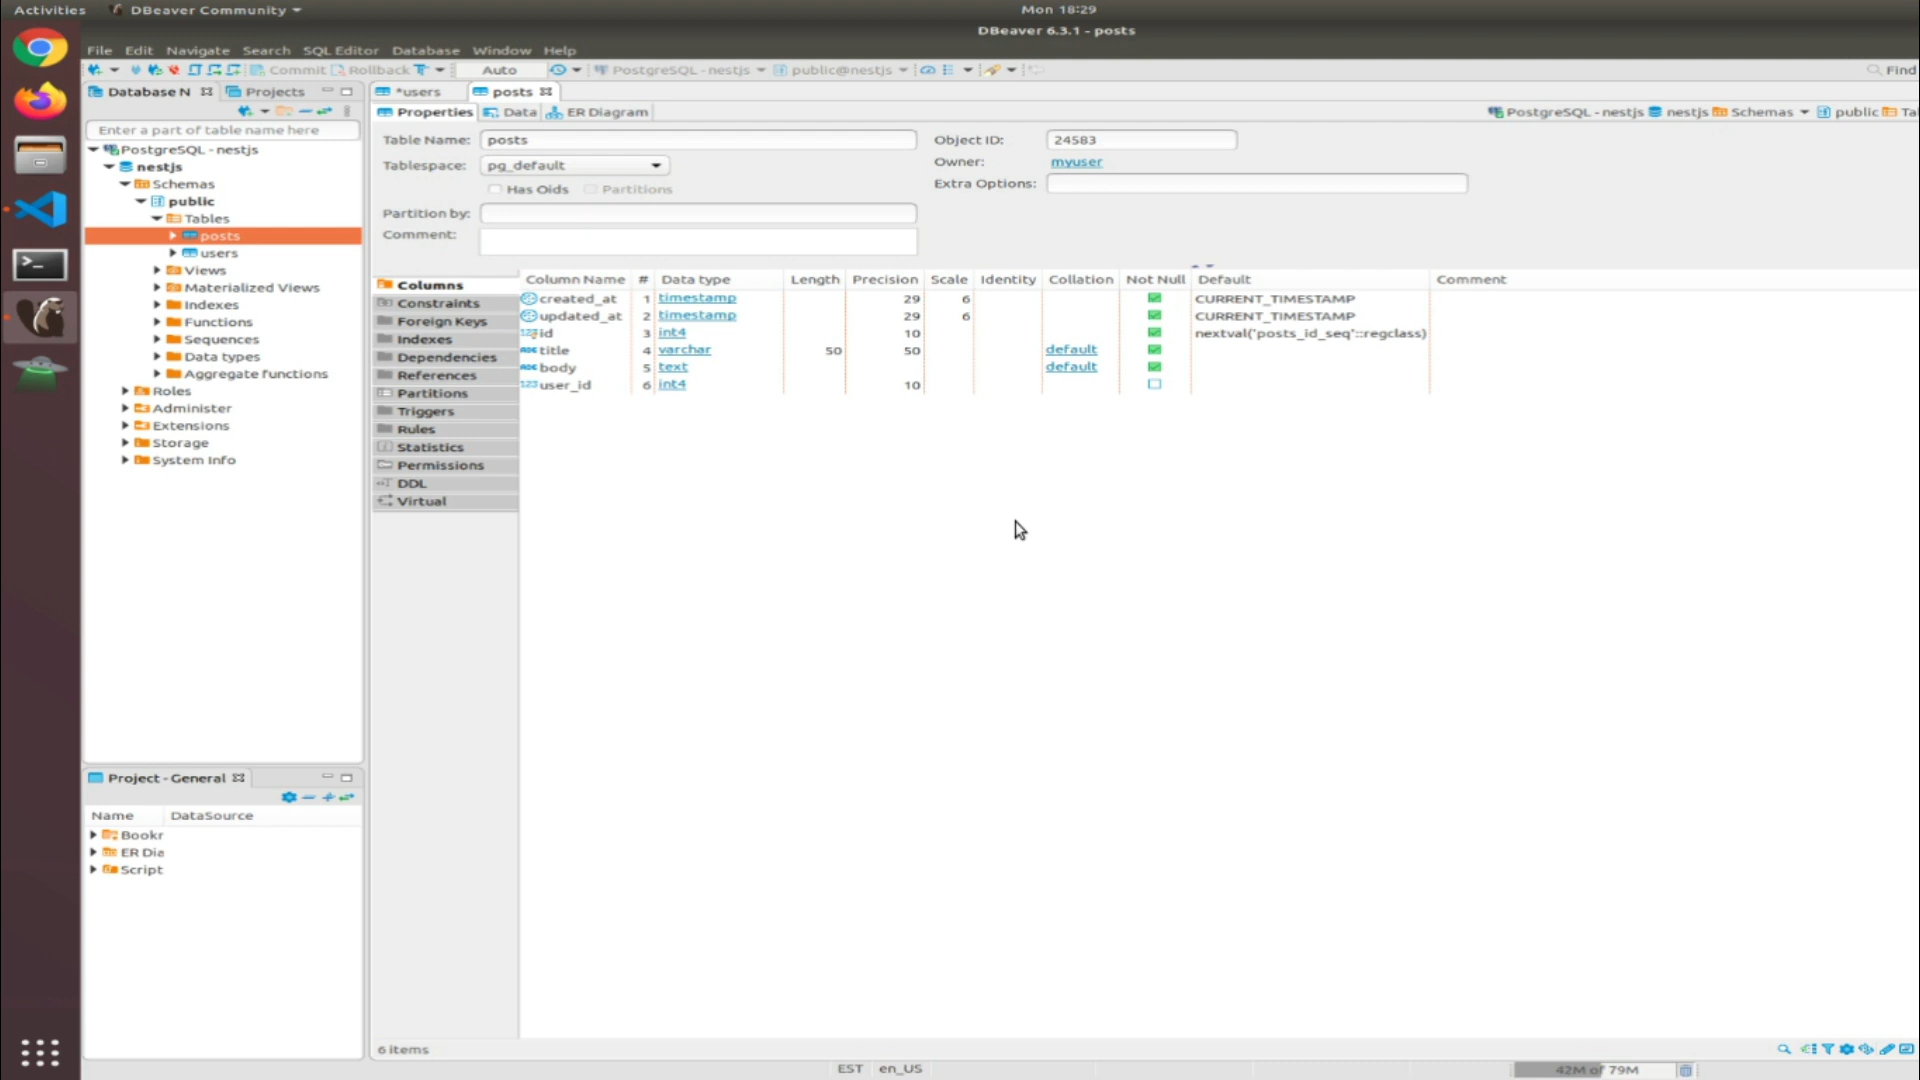 Activities DBeaver Community Mon 18:29
DBeaver 6.3.1 - posts
File Edit Navigate Search SQL Editor Database Window Help
Commit Rollback Auto PostgreSQL - nestjs public@nestjs Find
Database N Projects *users posts
Properties Data ER Diagram PostgreSQL - nestjs nestjs Schemas public Ta
Enter a part of table name here
PostgreSQL - nestjs
nestjs
Schemas
public
Tables
posts
users
Views
Materialized Views
Indexes
Functions
Sequences
Data types
Aggregate functions
Roles
Administer
Extensions
Storage
System Info
Table Name: posts Object ID: 24583
Tablespace: pg_default Owner: myuser
Has Oids Partitions Extra Options:
Partition by:
Comment:
Columns
Constraints
Foreign Keys
Indexes
Dependencies
References
Partitions
Triggers
Rules
Statistics
Permissions
DDL
Virtual
Column Name # Data type Length Precision Scale Identity Collation Not Null Default Comment
created_at 1 timestamp 29 6 CURRENT_TIMESTAMP
updated_at 2 timestamp 29 6 CURRENT_TIMESTAMP
123 id 3 int4 10 nextval('posts_id_seq'::regclass)
ABC title 4 varchar 50 50 default
ABC body 5 text default
123 user_id 6 int4 10
Project - General
Name DataSource
Bookr
ER Dia
Script
6 items
EST en_US 42M of 79M